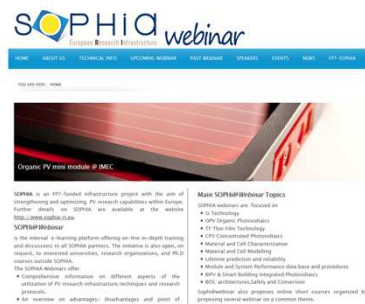 SOPHiA webinar
European Research Infrastructure
HOME ABOUT US TECHNICAL INFO UPCOMING WEBINAR PAST WEBINAR SPEAKERS EVENTS NEWS FP7-SOPHIA
YOU ARE HERE: HOME
Organic PV mini module @ IMEC
SOPHIA is an FP7-funded infrastructure project with the aim of
strengthening and optimizing PV research capabilities within Europe.
Further details on SOPHIA are available at the website
http://www.sophia-ri.eu.
SOPHiA Webinar
is the internal e-learning platform offering on-line in-depth training
and discussions to all SOPHIA partners. The initiative is also open, on
request, to interested universities, research organizations, and Ph.D
courses outside SOPHIA.
The SOPHIA Webinars offer:
• Comprehensive information on different aspects of the
utilization of PV research infrastructure techniques and research
protocols.
• An overview on advantages/ disadvantages and point of
Main SOPHiA Webinar Topics
SOPHIA webinars are focused on
• Si Technology
• OPV Organic Photovoltaics
• TF Thin Film Technology
• CPV Concentrated Photovoltaics
• Material and Cell Characterization
• Material and Cell Modelling
• Lifetime prediction and reliability
• Module and System Performance data base and procedures
• BIPV & Smart Building Integrated Photovoltaics
• BOS, architectures,Safety and Conversion
Sophi@webinar also proposes online short courses organized b
proposing several webinar on a common theme.